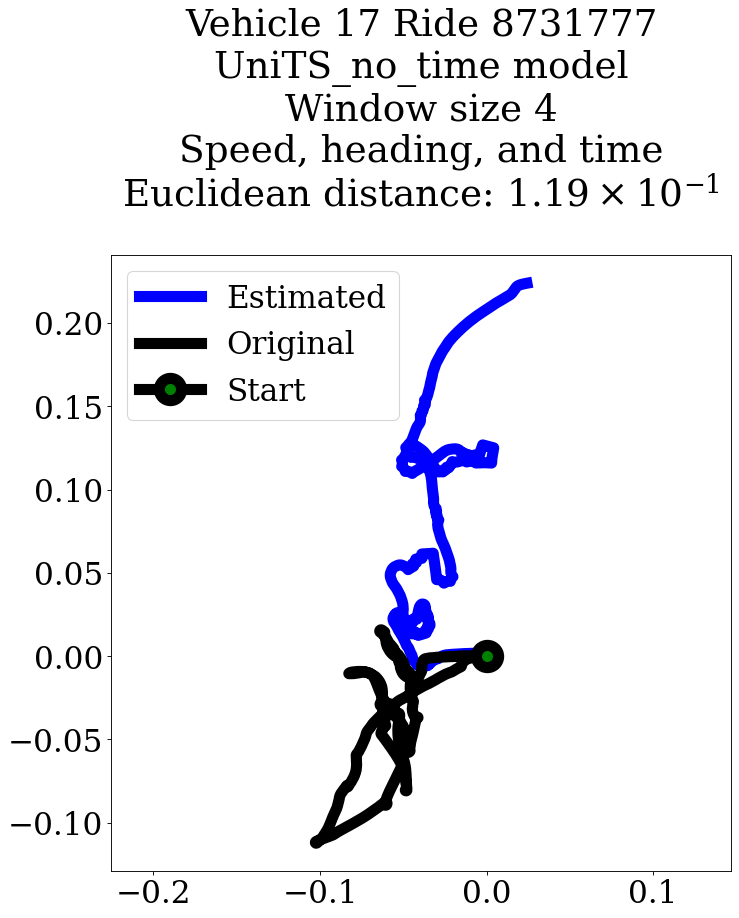 Vehicle 17 Ride 8731777
UniTS_no_time model
Window size 4
Speed, heading, and time
Euclidean distance: 1.19 × 10⁻¹
Estimated
Original
Start
0.20
0.15
0.10
0.05
0.00
−0.05
−0.10
−0.2
−0.1
0.0
0.1